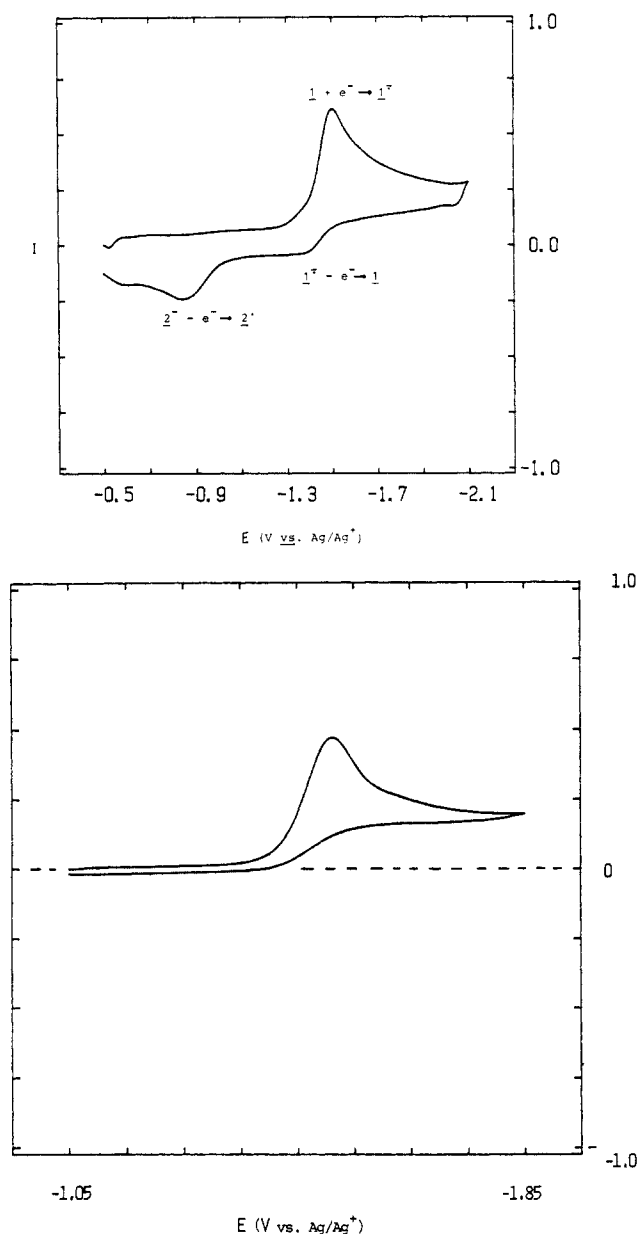 1.0
1 + e⁻ → 1⁻̇
I
0.0
1⁻̇ - e⁻ → 1
2⁻ - e⁻ → 2·
-1.0
-0.5 -0.9 -1.3 -1.7 -2.1
E (V vs. Ag/Ag⁺)
1.0
0
-1.0
-1.05 -1.85
E (V vs. Ag/Ag⁺)